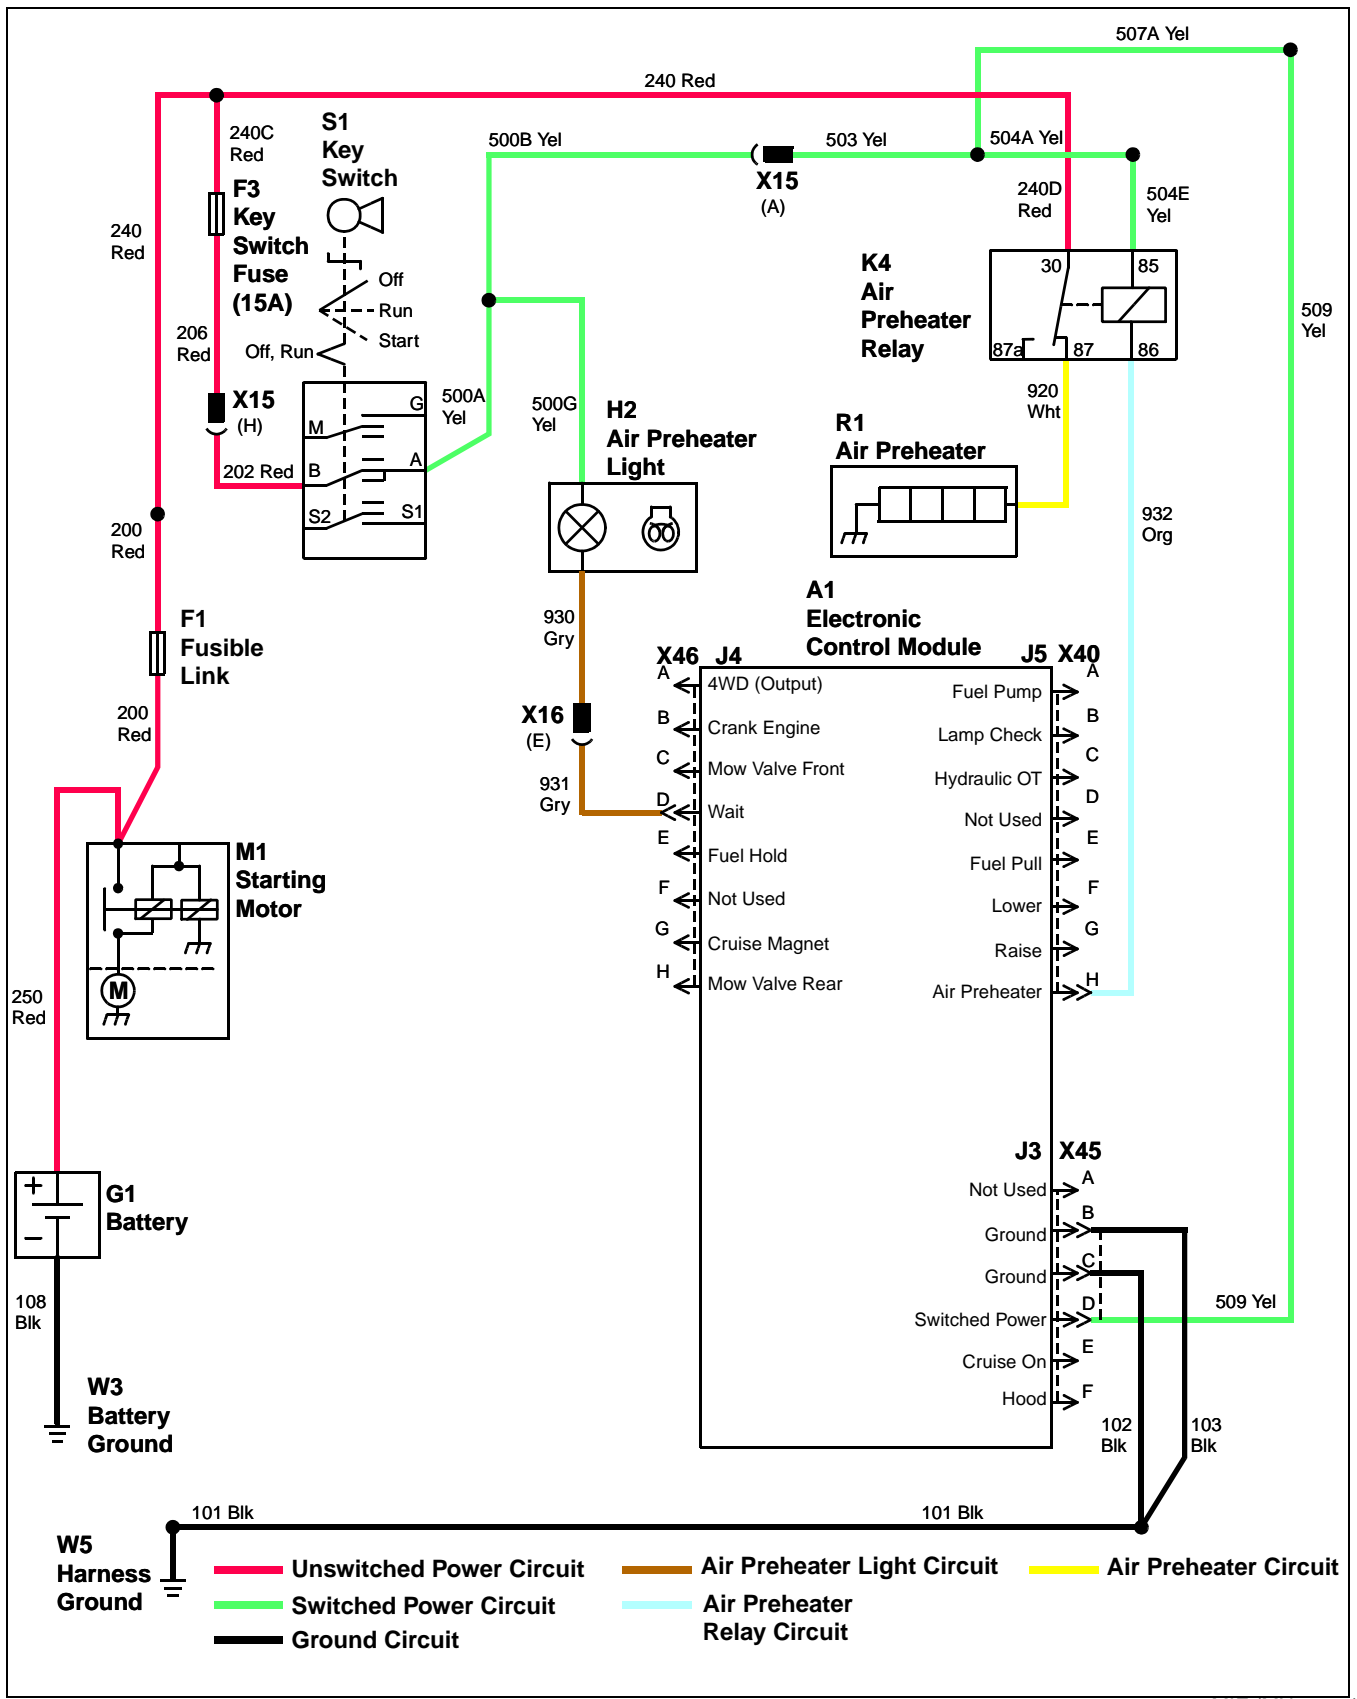 507A Yel
240 Red
240C
Red
S1
Key
Switch
500B Yel
503 Yel
504A Yel
X15
(A)
F3
Key
Switch
Fuse
(15A)
240D
Red
504E
Yel
240
Red
Off
Run
Start
Off, Run
K4
Air
Preheater
Relay
30
85
87a
87
86
509
Yel
206
Red
X15
(H)
202 Red
G
M
B
A
S2
S1
500A
Yel
500G
Yel
H2
Air Preheater
Light
R1
Air Preheater
920
Wht
932
Org
200
Red
F1
Fusible
Link
200
Red
930
Gry
X16
(E)
931
Gry
A1
Electronic
Control Module
X46
J4
J5
X40
A
4WD (Output)
B
Crank Engine
C
Mow Valve Front
D
Wait
E
Fuel Hold
F
Not Used
G
Cruise Magnet
H
Mow Valve Rear
Fuel Pump
A
Lamp Check
B
Hydraulic OT
C
Not Used
D
Fuel Pull
E
Lower
F
Raise
G
Air Preheater
H
M1
Starting
Motor
M
250
Red
+
−
G1
Battery
108
Blk
W3
Battery
Ground
J3
X45
Not Used
A
Ground
B
Ground
C
Switched Power
D
Cruise On
E
Hood
F
509 Yel
102
Blk
103
Blk
101 Blk
101 Blk
W5
Harness
Ground
Unswitched Power Circuit
Switched Power Circuit
Ground Circuit
Air Preheater Light Circuit
Air Preheater
Relay Circuit
Air Preheater Circuit